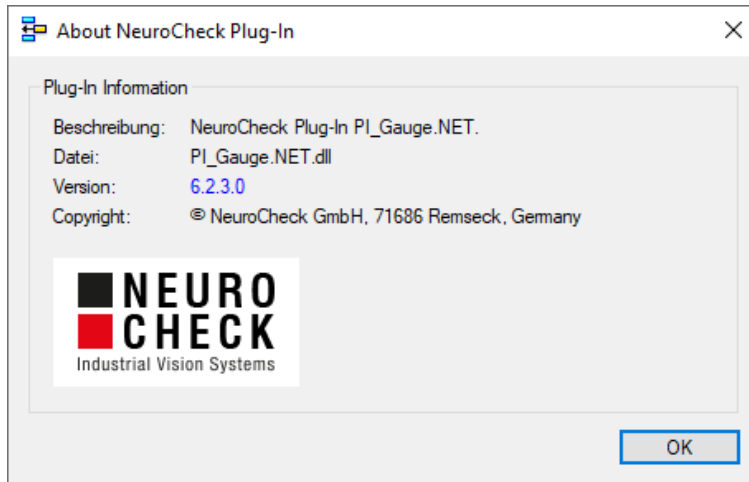 About NeuroCheck Plug-In
Plug-In Information
Beschreibung: NeuroCheck Plug-In PI_Gauge.NET.
Datei: PI_Gauge.NET.dll
Version: 6.2.3.0
Copyright: © NeuroCheck GmbH, 71686 Remseck, Germany
NEURO
CHECK
Industrial Vision Systems
OK